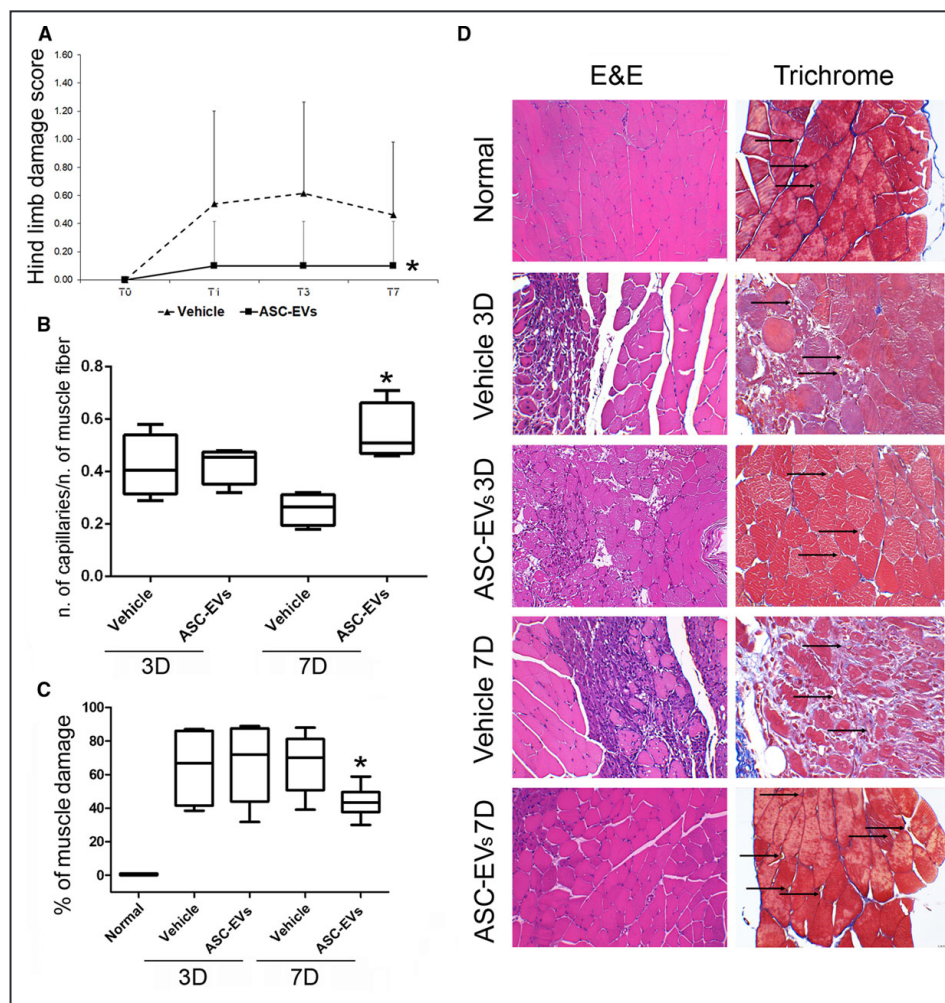 A
Hind limb damage score
1.60
1.40
1.20
1.00
0.80
0.60
0.40
0.20
0.00
T0 T1 T3 T7
*
Vehicle ASC-EVs
B
n. of capillaries/n. of muscle fiber
0.8
0.6
0.4
0.2
0.0
*
Vehicle ASC-EVs Vehicle ASC-EVs
3D 7D
C
% of muscle damage
100
80
60
40
20
0
*
Normal Vehicle ASC-EVs Vehicle ASC-EVs
3D 7D
D
E&E Trichrome
Normal
Vehicle 3D
ASC-EVs 3D
Vehicle 7D
ASC-EVs 7D